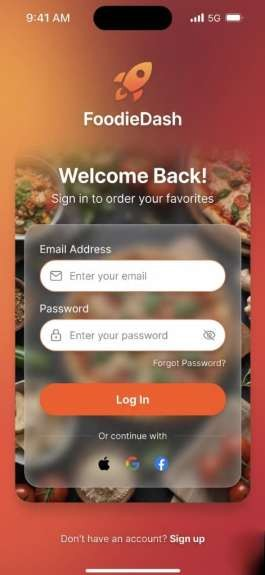 9:41 AM 5G
FoodieDash
Welcome Back!
Sign in to order your favorites
Email Address
Enter your email
Password
Enter your password
Forgot Password?
Log In
Or continue with
Don't have an account? Sign up